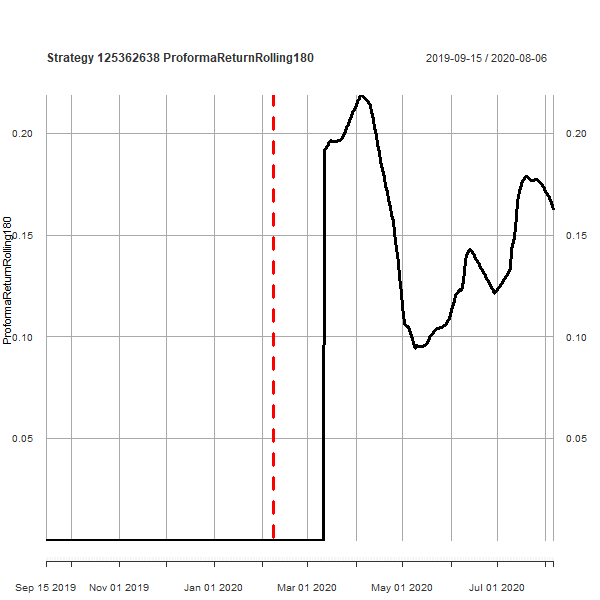 Strategy 125362638 ProformaReturnRolling180
2019-09-15 / 2020-08-06
ProformaReturnRolling180
0.20
0.15
0.10
0.05
0.20
0.15
0.10
0.05
Sep 15 2019
Nov 01 2019
Jan 01 2020
Mar 01 2020
May 01 2020
Jul 01 2020